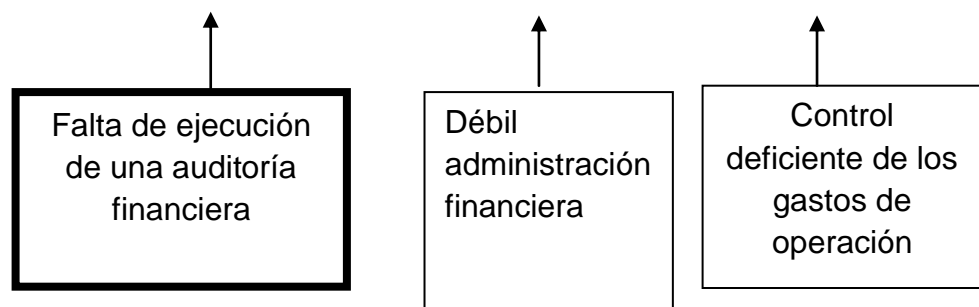 Falta de ejecución
de una auditoría
financiera
Débil
administración
financiera
Control
deficiente de los
gastos de
operación